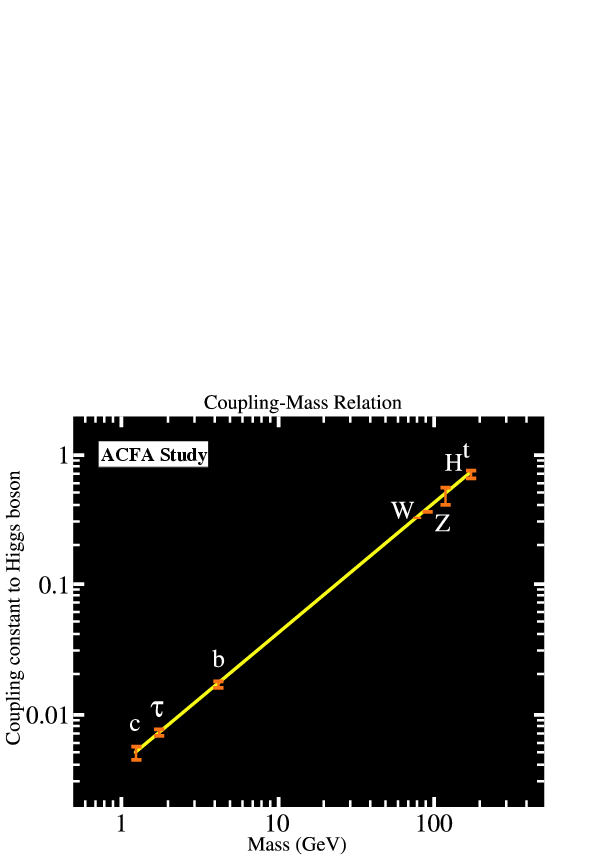 Coupling-Mass Relation
ACFA Study
Coupling constant to Higgs boson
1
0.1
0.01
c
τ
b
W
Z
H
t
1
10
100
Mass (GeV)